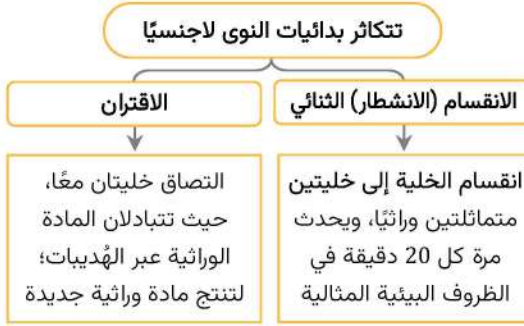 تتكاثر بدائيات النوى لاجنسيًا
الانقسام (الانشطار) الثنائي
انقسام الخلية إلى خليتين
متماثلتين وراثيًا، ويحدث
مرة كل 20 دقيقة في
الظروف البيئية المثالية
الاقتران
التصاق خليتان معًا،
حيث تتبادلان المادة
الوراثية عبر الهُديبات؛
لتنتج مادة وراثية جديدة